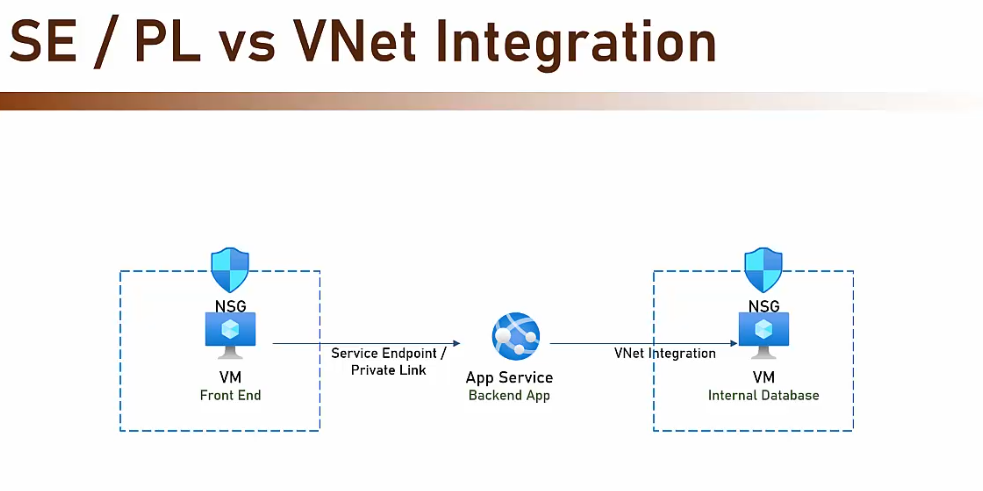 SE / PL vs VNet Integration
NSG
NSG
Service Endpoint /
Private Link
VNet Integration
VM
Front End
App Service
Backend App
VM
Internal Database